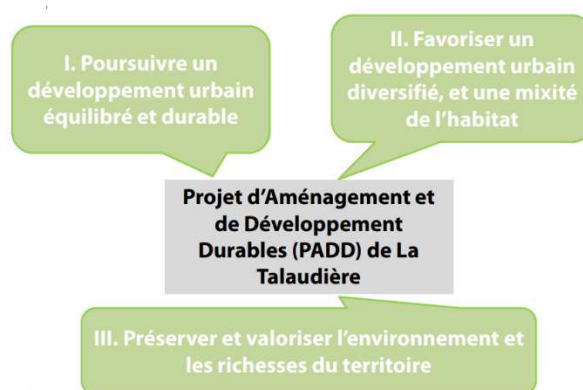 I. Poursuivre un
développement urbain
équilibré et durable
II. Favoriser un
développement urbain
diversifié, et une mixité
de l'habitat
Projet d'Aménagement et
de Développement
Durables (PADD) de La
Talaudière
III. Préserver et valoriser l'environnement et
les richesses du territoire